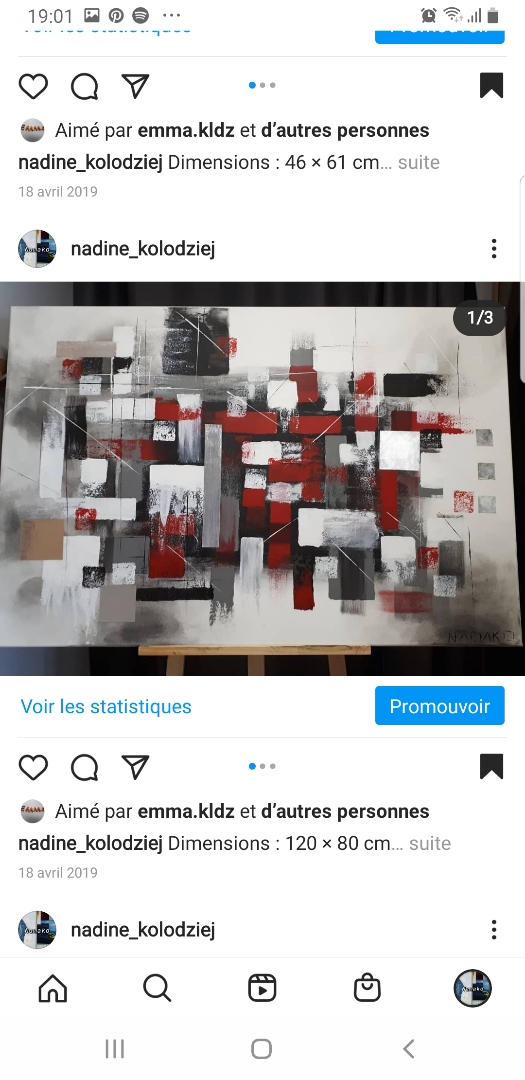 19:01
Aimé par emma.kldz et d'autres personnes
nadine_kolodziej Dimensions : 46 × 61 cm... suite
18 avril 2019
nadine_kolodziej
1/3
Voir les statistiques
Promouvoir
Aimé par emma.kldz et d'autres personnes
nadine_kolodziej Dimensions : 120 × 80 cm... suite
18 avril 2019
nadine_kolodziej